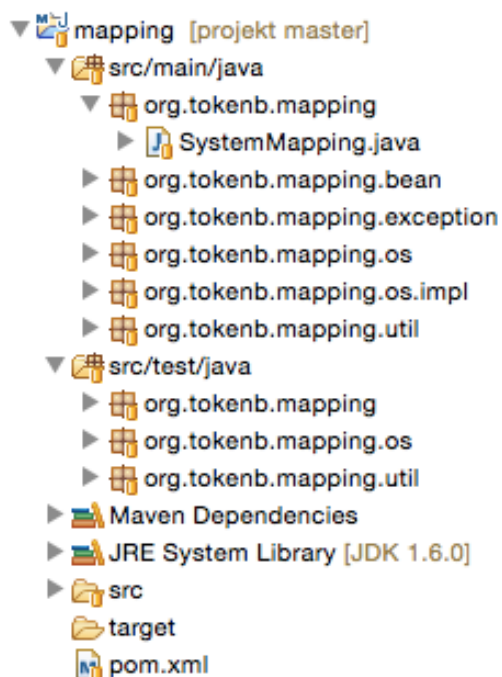 mapping [projekt master]
src/main/java
org.tokenb.mapping
SystemMapping.java
org.tokenb.mapping.bean
org.tokenb.mapping.exception
org.tokenb.mapping.os
org.tokenb.mapping.os.impl
org.tokenb.mapping.util
src/test/java
org.tokenb.mapping
org.tokenb.mapping.os
org.tokenb.mapping.util
Maven Dependencies
JRE System Library [JDK 1.6.0]
src
target
pom.xml